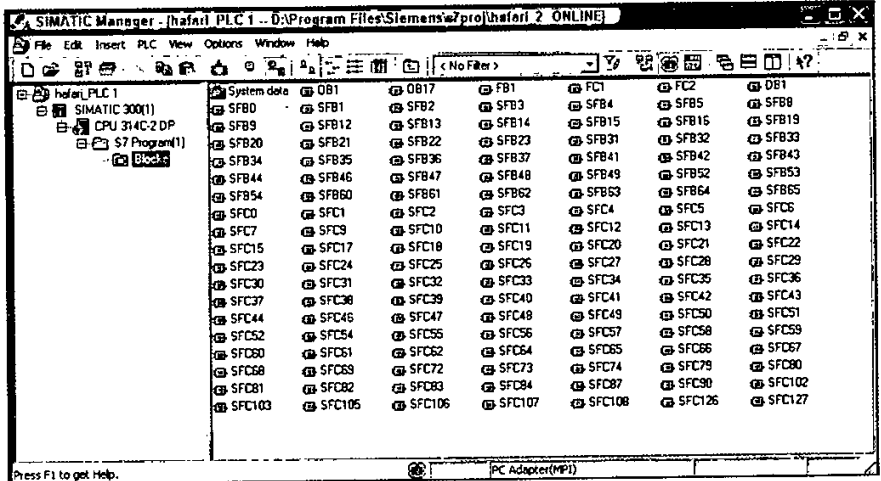 SIMATIC Manager - [hafari_PLC 1 -- D:\Program Files\Siemens\s7proj\hafari_2 ONLINE]
File Edit Insert PLC View Options Window Help
< No Filter >
hafari_PLC 1
SIMATIC 300(1)
CPU 314C-2 DP
S7 Program(1)
Blocks
System data OB1 OB17 FB1 FC1 FC2 DB1
SFB0 SFB1 SFB2 SFB3 SFB4 SFB5 SFB8
SFB9 SFB12 SFB13 SFB14 SFB15 SFB16 SFB19
SFB20 SFB21 SFB22 SFB23 SFB31 SFB32 SFB33
SFB34 SFB35 SFB36 SFB37 SFB41 SFB42 SFB43
SFB44 SFB46 SFB47 SFB48 SFB49 SFB52 SFB53
SFB54 SFB60 SFB61 SFB62 SFB63 SFB64 SFB65
SFC0 SFC1 SFC2 SFC3 SFC4 SFC5 SFC6
SFC7 SFC9 SFC10 SFC11 SFC12 SFC13 SFC14
SFC15 SFC17 SFC18 SFC19 SFC20 SFC21 SFC22
SFC23 SFC24 SFC25 SFC26 SFC27 SFC28 SFC29
SFC30 SFC31 SFC32 SFC33 SFC34 SFC35 SFC36
SFC37 SFC38 SFC39 SFC40 SFC41 SFC42 SFC43
SFC44 SFC46 SFC47 SFC48 SFC49 SFC50 SFC51
SFC52 SFC54 SFC55 SFC56 SFC57 SFC58 SFC59
SFC60 SFC61 SFC62 SFC64 SFC65 SFC66 SFC67
SFC68 SFC69 SFC72 SFC73 SFC74 SFC79 SFC80
SFC81 SFC82 SFC83 SFC84 SFC87 SFC90 SFC102
SFC103 SFC105 SFC106 SFC107 SFC108 SFC126 SFC127
Press F1 to get Help. PC Adapter(MPI)